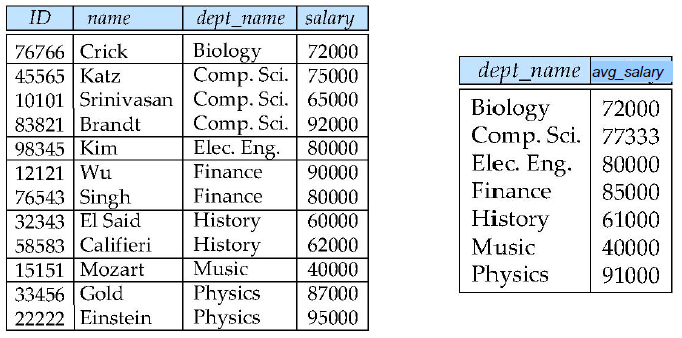 ID name dept_name salary
76766 Crick Biology 72000
45565 Katz Comp. Sci. 75000
10101 Srinivasan Comp. Sci. 65000
83821 Brandt Comp. Sci. 92000
98345 Kim Elec. Eng. 80000
12121 Wu Finance 90000
76543 Singh Finance 80000
32343 El Said History 60000
58583 Califieri History 62000
15151 Mozart Music 40000
33456 Gold Physics 87000
22222 Einstein Physics 95000
dept_name avg_salary
Biology 72000
Comp. Sci. 77333
Elec. Eng. 80000
Finance 85000
History 61000
Music 40000
Physics 91000